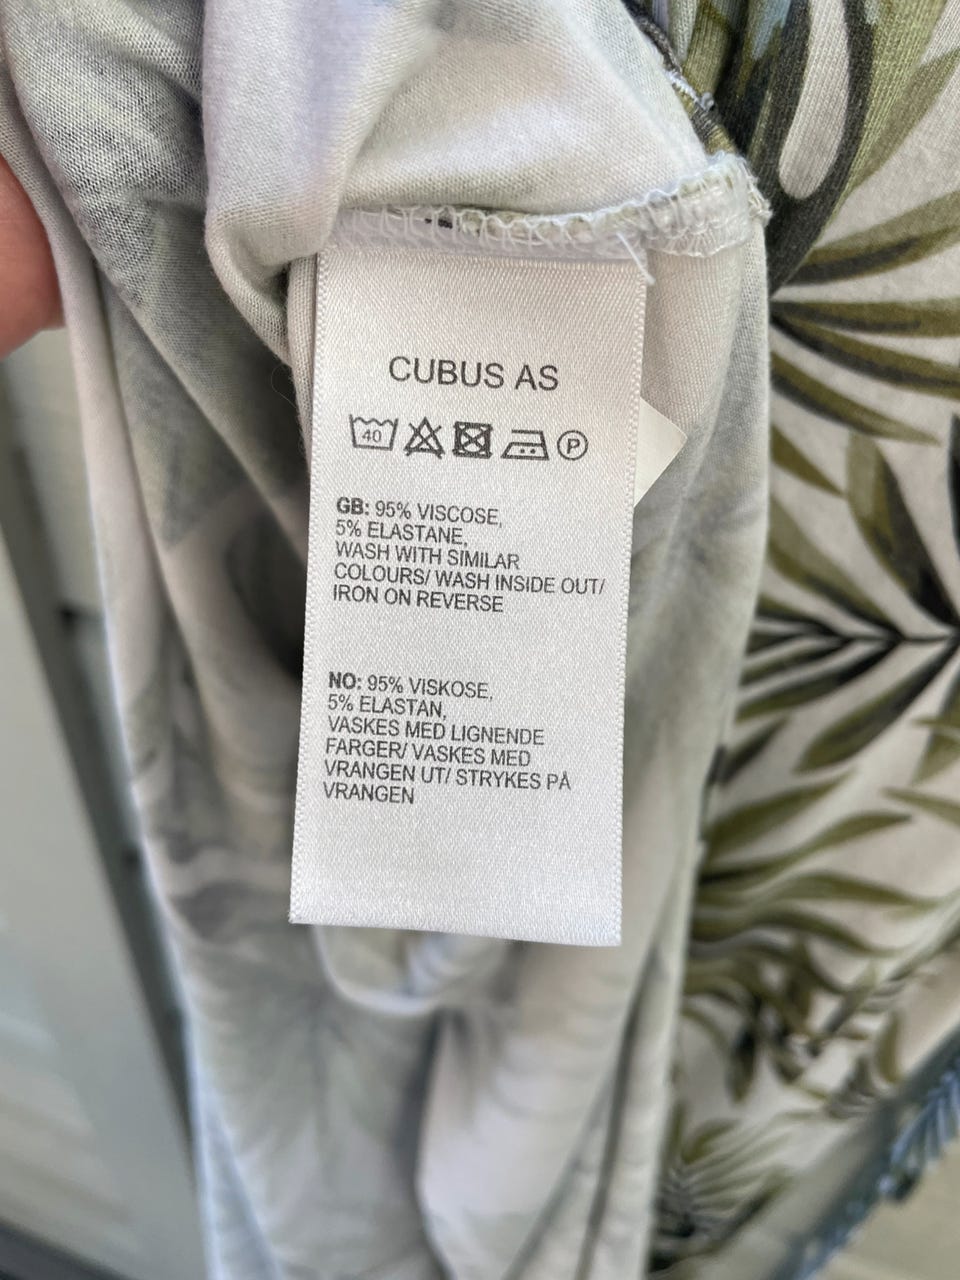 CUBUS AS
40 P
GB: 95% VISCOSE,
5% ELASTANE,
WASH WITH SIMILAR
COLOURS/ WASH INSIDE OUT/
IRON ON REVERSE
NO: 95% VISKOSE,
5% ELASTAN,
VASKES MED LIGNENDE
FARGER/ VASKES MED
VRANGEN UT/ STRYKES PÅ
VRANGEN